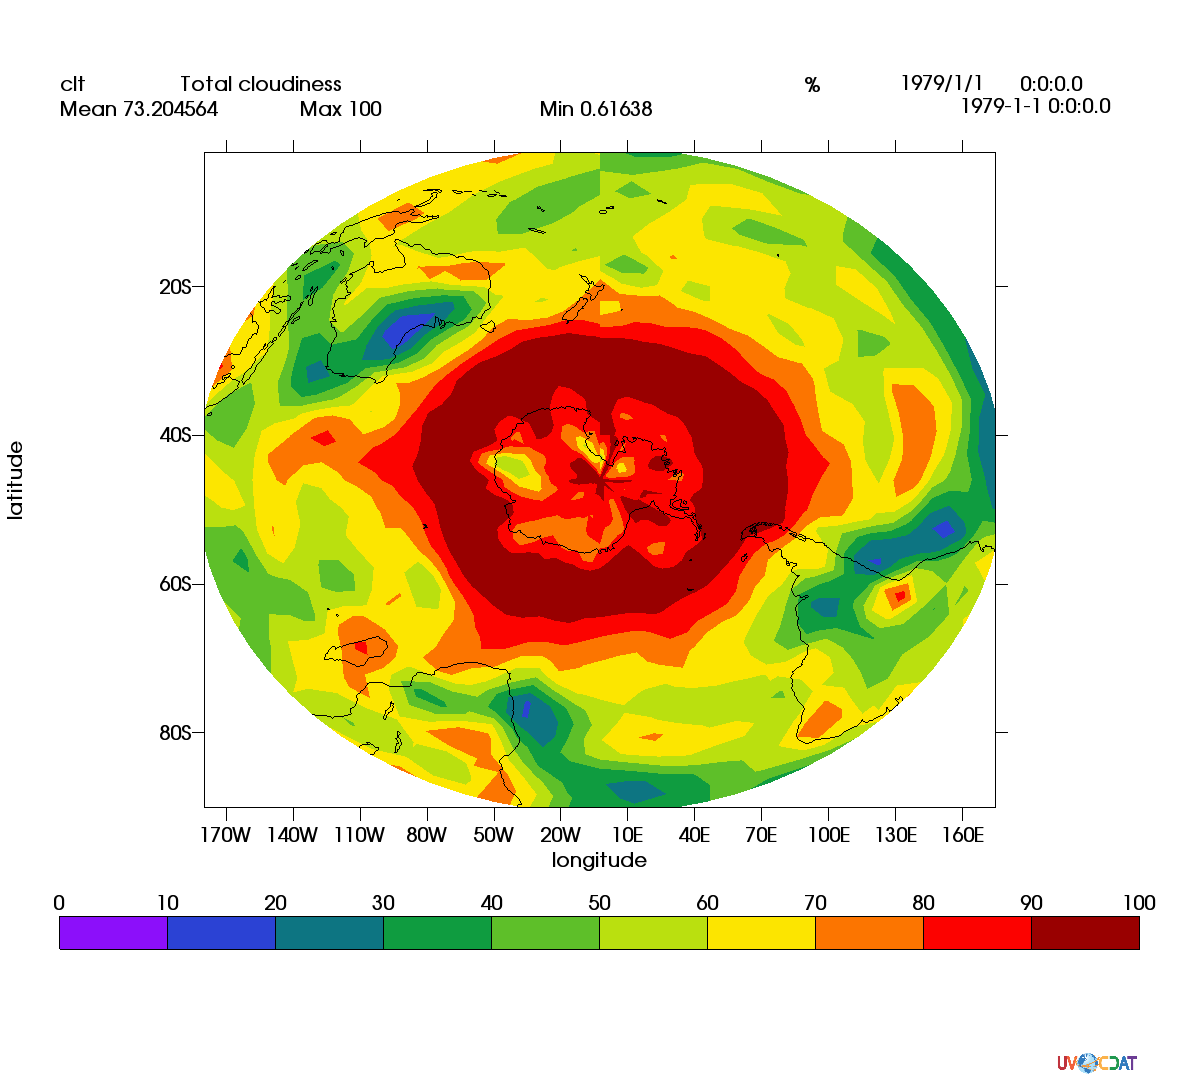 clt Total cloudiness % 1979/1/1 0:0:0.0
Mean 73.204564 Max 100 Min 0.61638 1979-1-1 0:0:0.0
20S
40S
60S
80S
latitude
170W 140W 110W 80W 50W 20W 10E 40E 70E 100E 130E 160E
longitude
0 10 20 30 40 50 60 70 80 90 100
UV CDAT